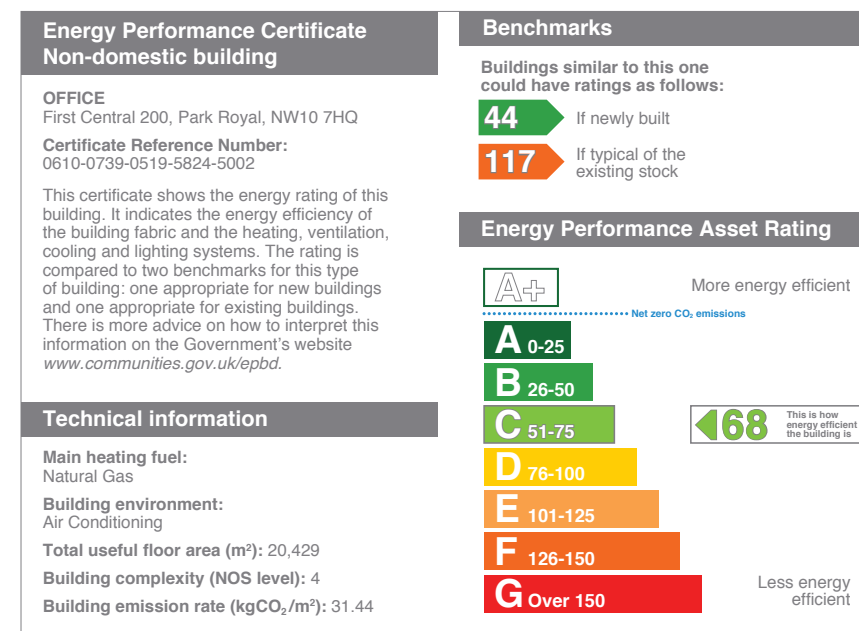 Energy Performance Certificate
Non-domestic building
OFFICE
First Central 200, Park Royal, NW10 7HQ
Certificate Reference Number:
0610-0739-0519-5824-5002
This certificate shows the energy rating of this
building. It indicates the energy efficiency of
the building fabric and the heating, ventilation,
cooling and lighting systems. The rating is
compared to two benchmarks for this type
of building: one appropriate for new buildings
and one appropriate for existing buildings.
There is more advice on how to interpret this
information on the Government's website
www.communities.gov.uk/epbd.
Technical information
Main heating fuel:
Natural Gas
Building environment:
Air Conditioning
Total useful floor area (m²): 20,429
Building complexity (NOS level): 4
Building emission rate (kgCO₂/m²): 31.44
Benchmarks
Buildings similar to this one
could have ratings as follows:
44 If newly built
117 If typical of the
existing stock
Energy Performance Asset Rating
A+ More energy efficient
Net zero CO₂ emissions
A 0-25
B 26-50
C 51-75
68 This is how
energy efficient
the building is
D 76-100
E 101-125
F 126-150
G Over 150
Less energy
efficient